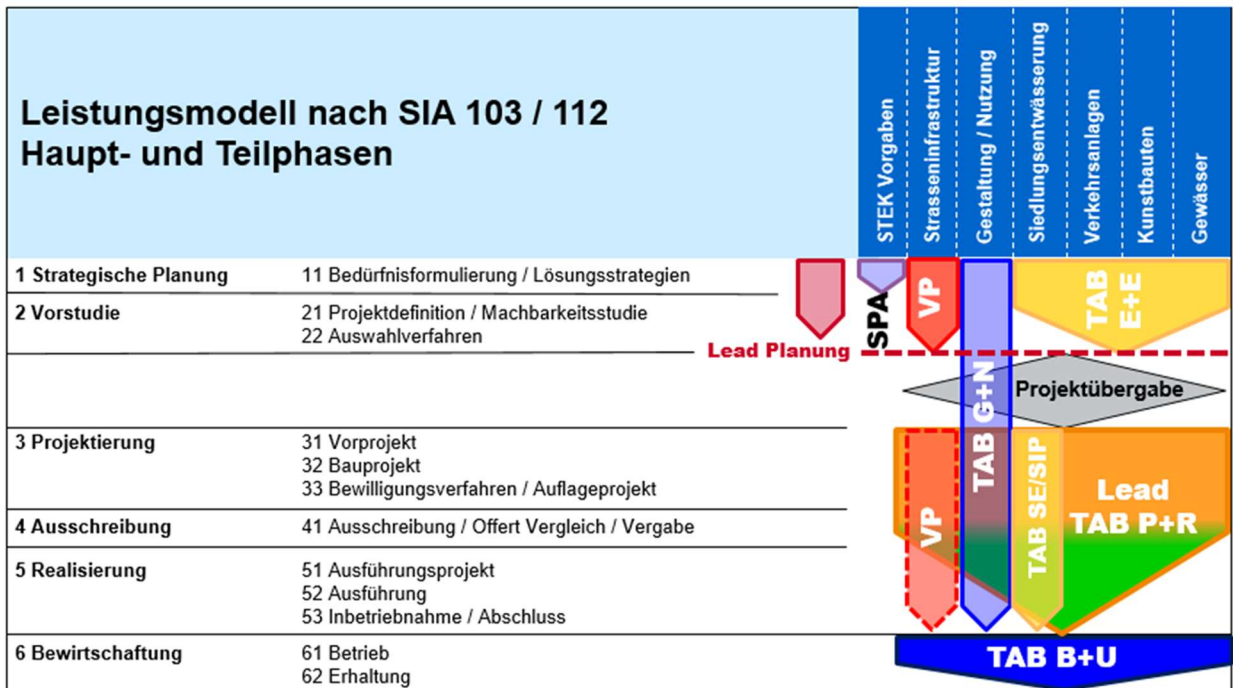 Leistungsmodell nach SIA 103 / 112
Haupt- und Teilphasen
STEK Vorgaben
Strasseninfrastruktur
Gestaltung / Nutzung
Siedlungsentwässerung
Verkehrsanlagen
Kunstbauten
Gewässer
1 Strategische Planung
11 Bedürfnisformulierung / Lösungsstrategien
2 Vorstudie
21 Projektdefinition / Machbarkeitsstudie
22 Auswahlverfahren
Lead Planung
SPA
VP
TAB
E+E
TAB G+N
Projektübergabe
3 Projektierung
31 Vorprojekt
32 Bauprojekt
33 Bewilligungsverfahren / Auflageprojekt
4 Ausschreibung
41 Ausschreibung / Offert Vergleich / Vergabe
VP
TAB SE/SIP
Lead
TAB P+R
5 Realisierung
51 Ausführungsprojekt
52 Ausführung
53 Inbetriebnahme / Abschluss
6 Bewirtschaftung
61 Betrieb
62 Erhaltung
TAB B+U